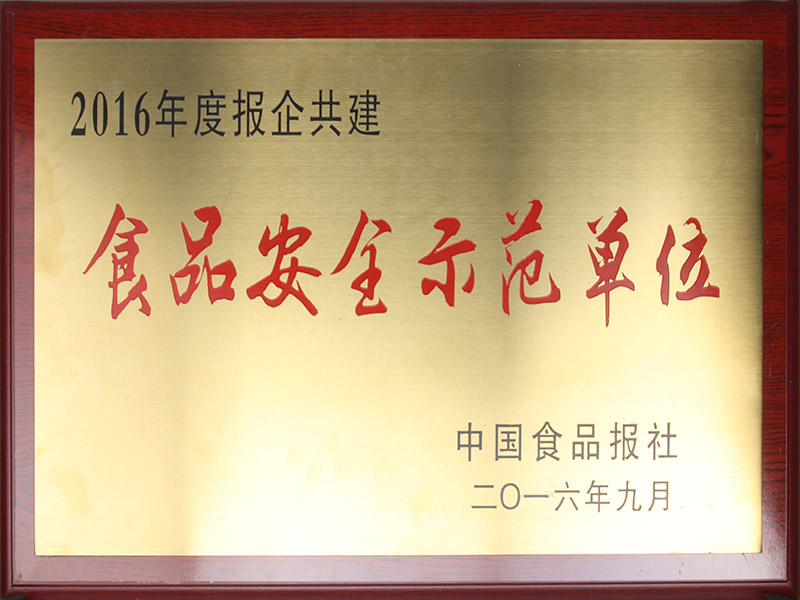 2016年度报企共建
食品安全示范单位
中国食品报社
二〇一六年九月